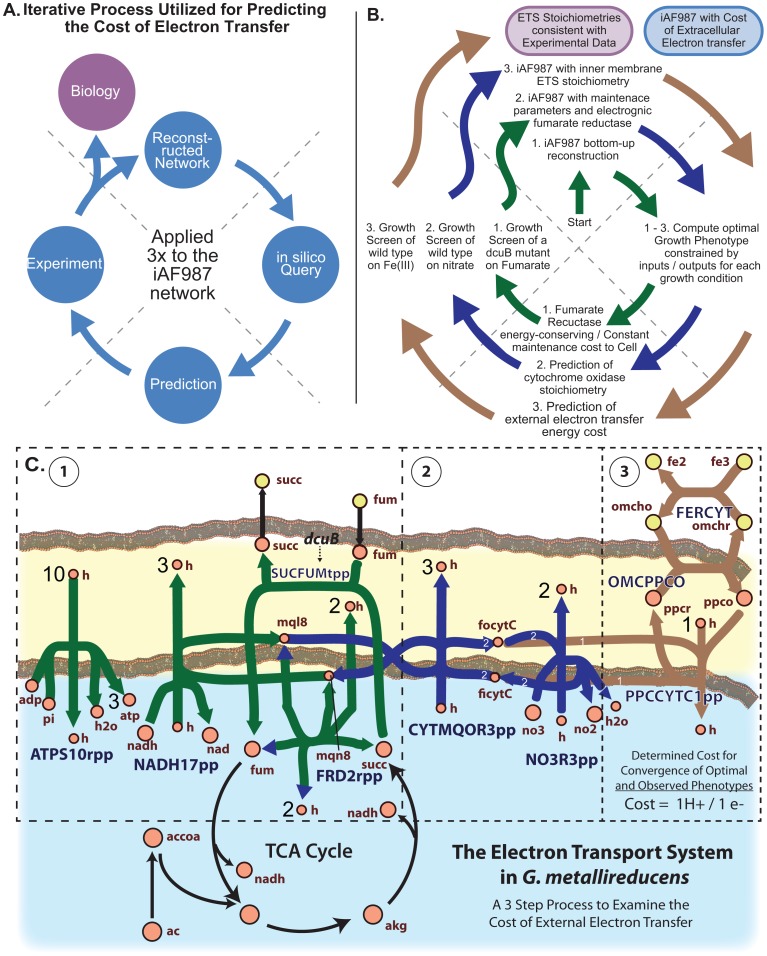 A. Iterative Process Utilized for Predicting
the Cost of Electron Transfer
Biology
Reconst-
ructed
Network
in silico
Query
Prediction
Experiment
Applied
3x to the
iAF987
network
B.
ETS Stoichiometries
consistent with
Experimental Data
iAF987 with Cost
of Extracellular
Electron transfer
3. iAF987 with inner membrane
ETS stoichiometry
2. iAF987 with maintenace
parameters and electrognic
fumarate reductase
1. iAF987 bottom-up
reconstruction
Start
3. Growth
Screen of
wild type
on Fe(III)
2. Growth
Screen of
wild type
on nitrate
1. Growth
Screen of a
dcuB mutant
on Fumarate
1 - 3. Compute optimal
Growth Phenotype
constrained by
inputs / outputs for each
growth condition
1. Fumarate
Recuctase
energy-conserving / Constant
maintenance cost to Cell
2. Prediction of
cytochrome oxidase
stoichiometry
3. Prediction of
external electron transfer
energy cost
C.
1
2
3
succ
fum
fe2
fe3
omcho
FERCYT
omchr
succ
dcuB
fum
SUCFUMtpp
OMCPPCO
10 h
3 h
2 h
3 h
2 h
ppcr
ppco
1 h
mql8
focytC
2
2
1
adp
pi
h2o
3 atp
h
nadh
h
nad
fum
mqn8
succ
2
ficytC
2
1
h
no3
h
no2
h2o
h
ATPS10rpp
NADH17pp
FRD2rpp
CYTMQOR3pp
NO3R3pp
PPCCYTC1pp
2 h
nadh
Determined Cost for
Convergence of Optimal
and Observed Phenotypes
Cost = 1H+ / 1 e-
accoa
TCA Cycle
nadh
ac
akg
The Electron Transport System
in G. metallireducens
A 3 Step Process to Examine the
Cost of External Electron Transfer